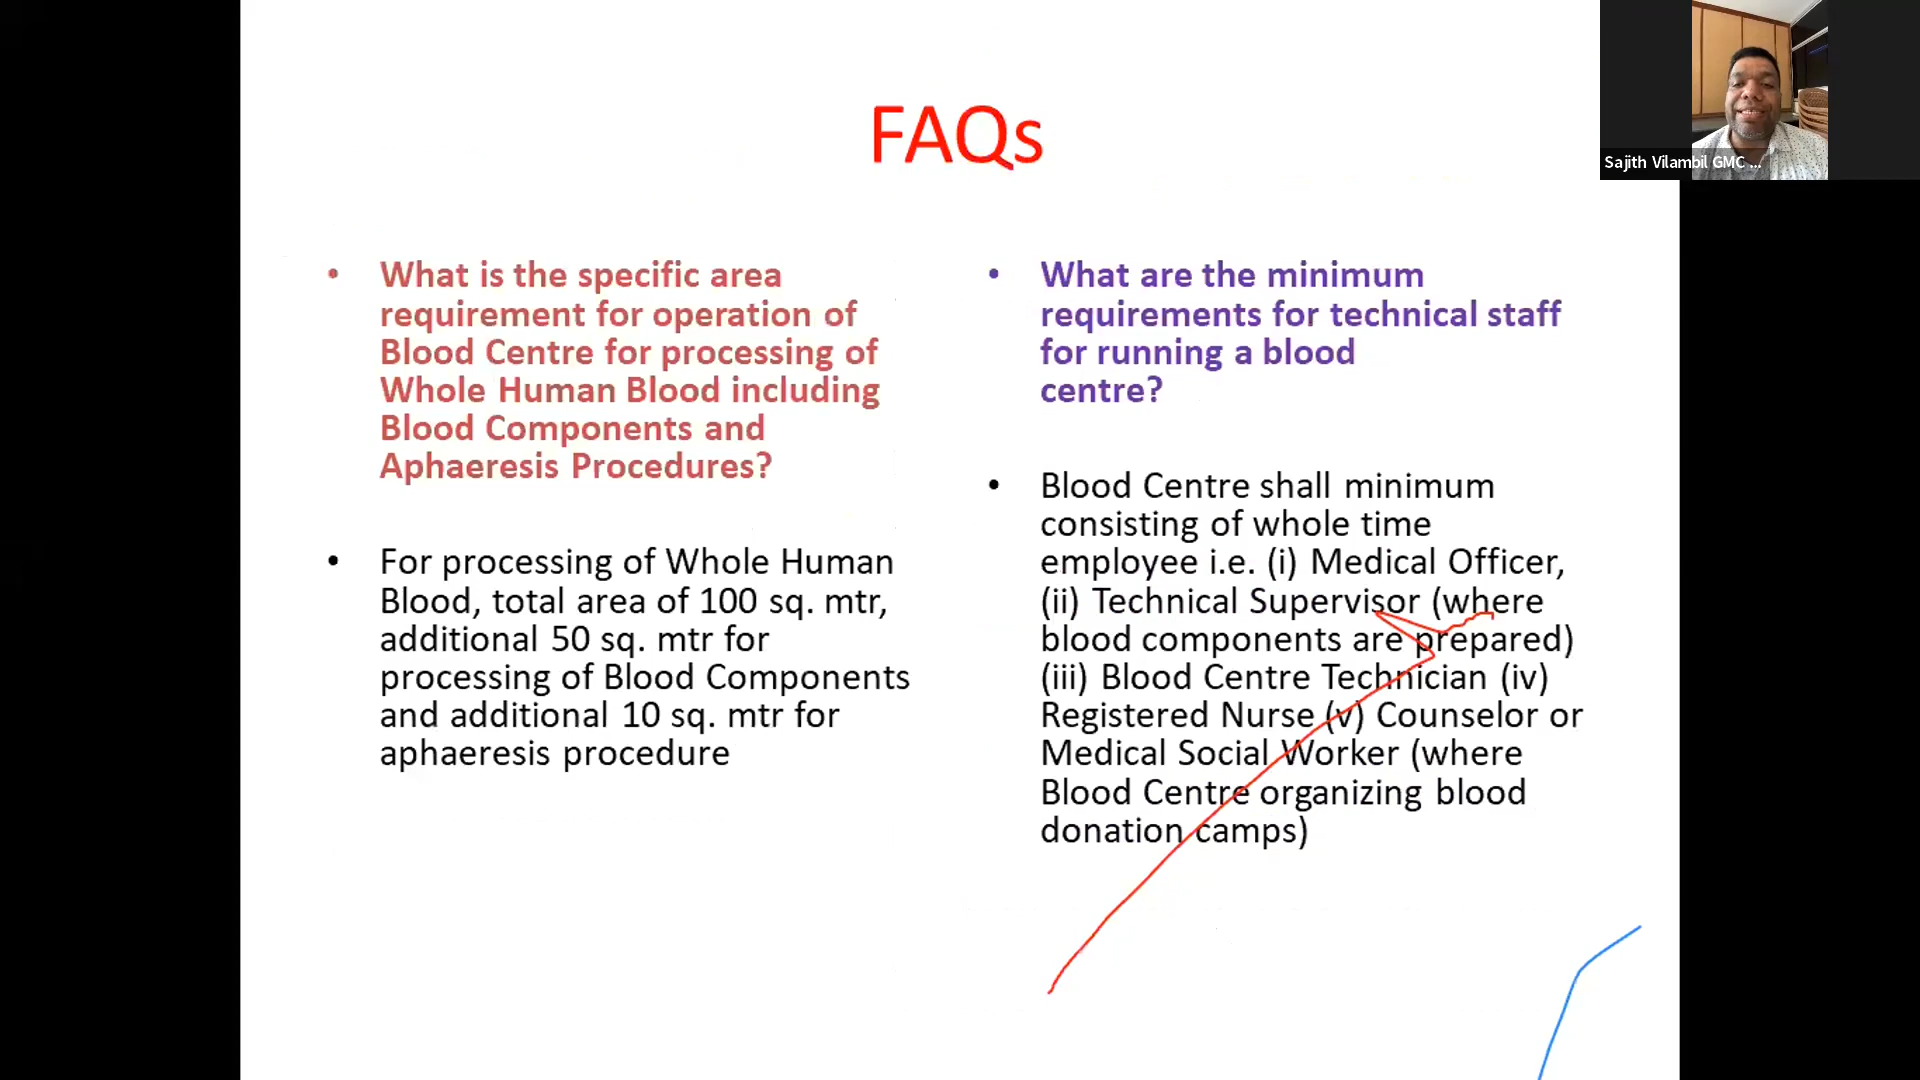 FAQs
Sajith Vilambil GMC ...
• What is the specific area
requirement for operation of
Blood Centre for processing of
Whole Human Blood including
Blood Components and
Aphaeresis Procedures?
• For processing of Whole Human
Blood, total area of 100 sq. mtr,
additional 50 sq. mtr for
processing of Blood Components
and additional 10 sq. mtr for
aphaeresis procedure
• What are the minimum
requirements for technical staff
for running a blood
centre?
• Blood Centre shall minimum
consisting of whole time
employee i.e. (i) Medical Officer,
(ii) Technical Supervisor (where
blood components are prepared)
(iii) Blood Centre Technician (iv)
Registered Nurse (v) Counselor or
Medical Social Worker (where
Blood Centre organizing blood
donation camps)